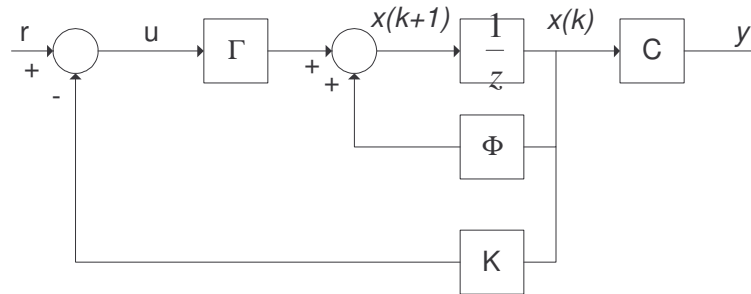 r
+
-
u
Γ
+
+
x(k+1)
1
z
x(k)
C
y
Φ
K